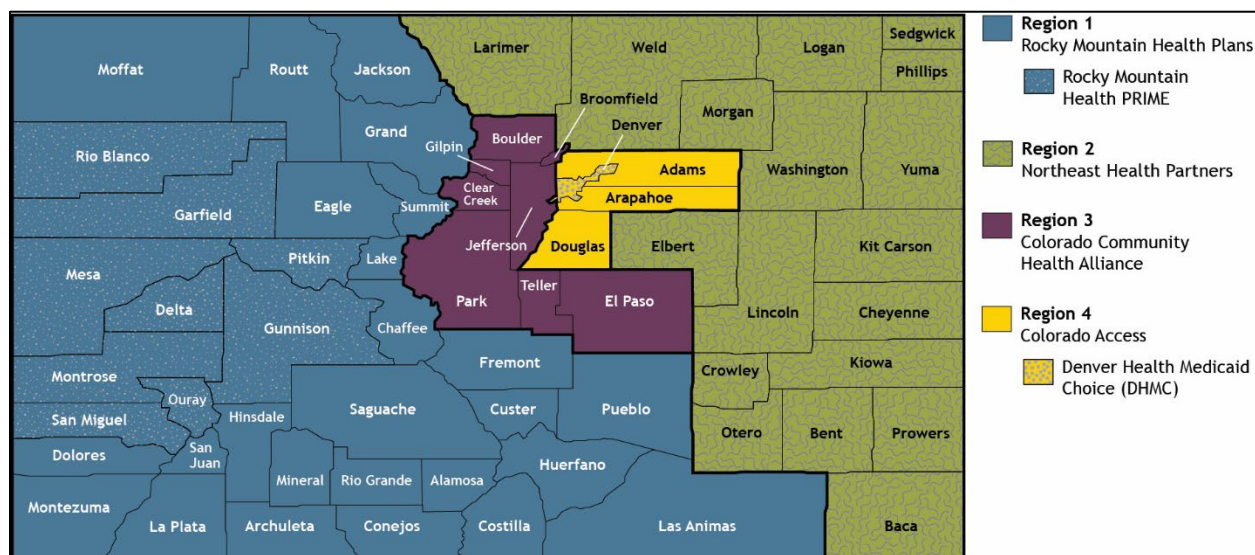 Larimer
Weld
Logan
Sedgwick
Phillips
Moffat
Routt
Jackson
Grand
Boulder
Broomfield
Denver
Morgan
Gilpin
Rio Blanco
Clear
Creek
Adams
Arapahoe
Washington
Yuma
Garfield
Eagle
Summit
Jefferson
Douglas
Elbert
Kit Carson
Mesa
Pitkin
Lake
Park
Teller
El Paso
Lincoln
Cheyenne
Delta
Gunnison
Chaffee
Fremont
Crowley
Kiowa
Montrose
Ouray
San Miguel
Hinsdale
Saguache
Custer
Pueblo
Otero
Bent
Prowers
Dolores
San
Juan
Mineral
Rio Grande
Alamosa
Huerfano
Montezuma
La Plata
Archuleta
Conejos
Costilla
Las Animas
Baca
Region 1
Rocky Mountain Health Plans
Rocky Mountain
Health PRIME
Region 2
Northeast Health Partners
Region 3
Colorado Community
Health Alliance
Region 4
Colorado Access
Denver Health Medicaid
Choice (DHMC)